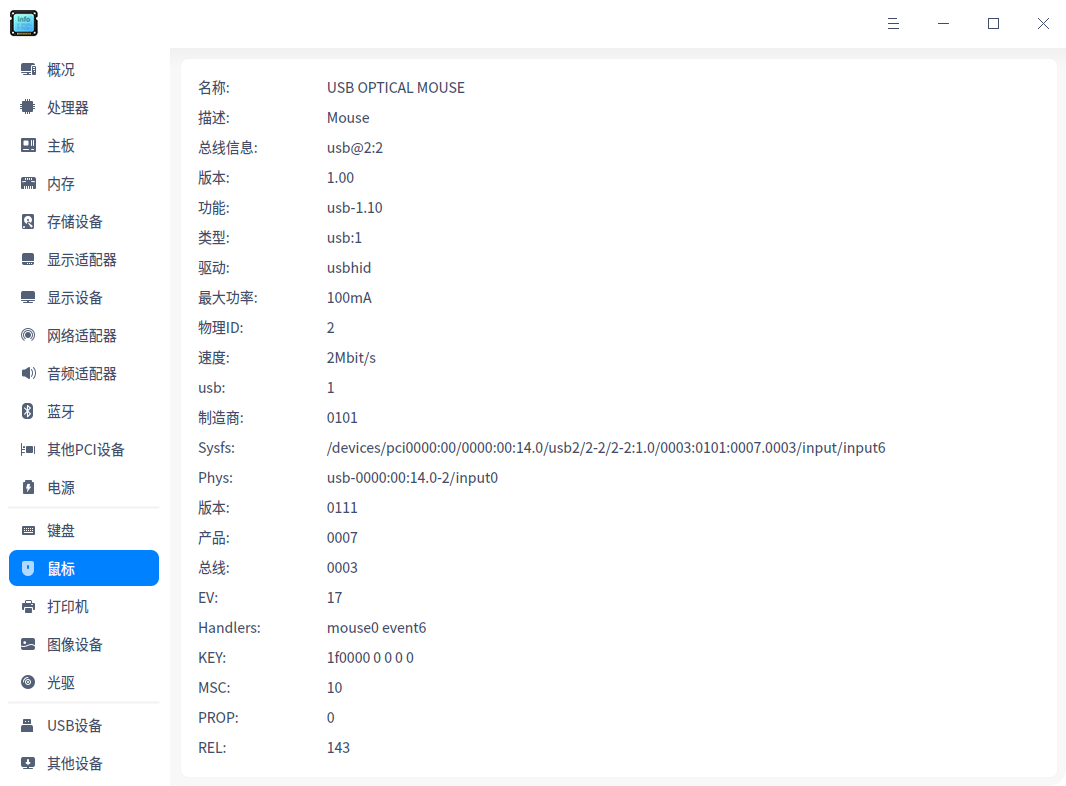 info
概况
处理器
主板
内存
存储设备
显示适配器
显示设备
网络适配器
音频适配器
蓝牙
其他PCI设备
电源
键盘
鼠标
打印机
图像设备
光驱
USB设备
其他设备
名称: USB OPTICAL MOUSE
描述: Mouse
总线信息: usb@2:2
版本: 1.00
功能: usb-1.10
类型: usb:1
驱动: usbhid
最大功率: 100mA
物理ID: 2
速度: 2Mbit/s
usb: 1
制造商: 0101
Sysfs: /devices/pci0000:00/0000:00:14.0/usb2/2-2/2-2:1.0/0003:0101:0007.0003/input/input6
Phys: usb-0000:00:14.0-2/input0
版本: 0111
产品: 0007
总线: 0003
EV: 17
Handlers: mouse0 event6
KEY: 1f0000 0 0 0 0
MSC: 10
PROP: 0
REL: 143